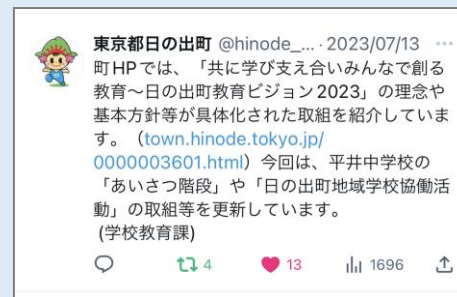 東京都日の出町 @hinode_... · 2023/07/13 …
町HPでは、「共に学び支え合いみんなで創る
教育～日の出町教育ビジョン2023」の理念や
基本方針等が具体化された取組を紹介していま
す。（town.hinode.tokyo.jp/
0000003601.html）今回は、平井中学校の
「あいさつ階段」や「日の出町地域学校協働活
動」の取組等を更新しています。
(学校教育課)
4 13 1696